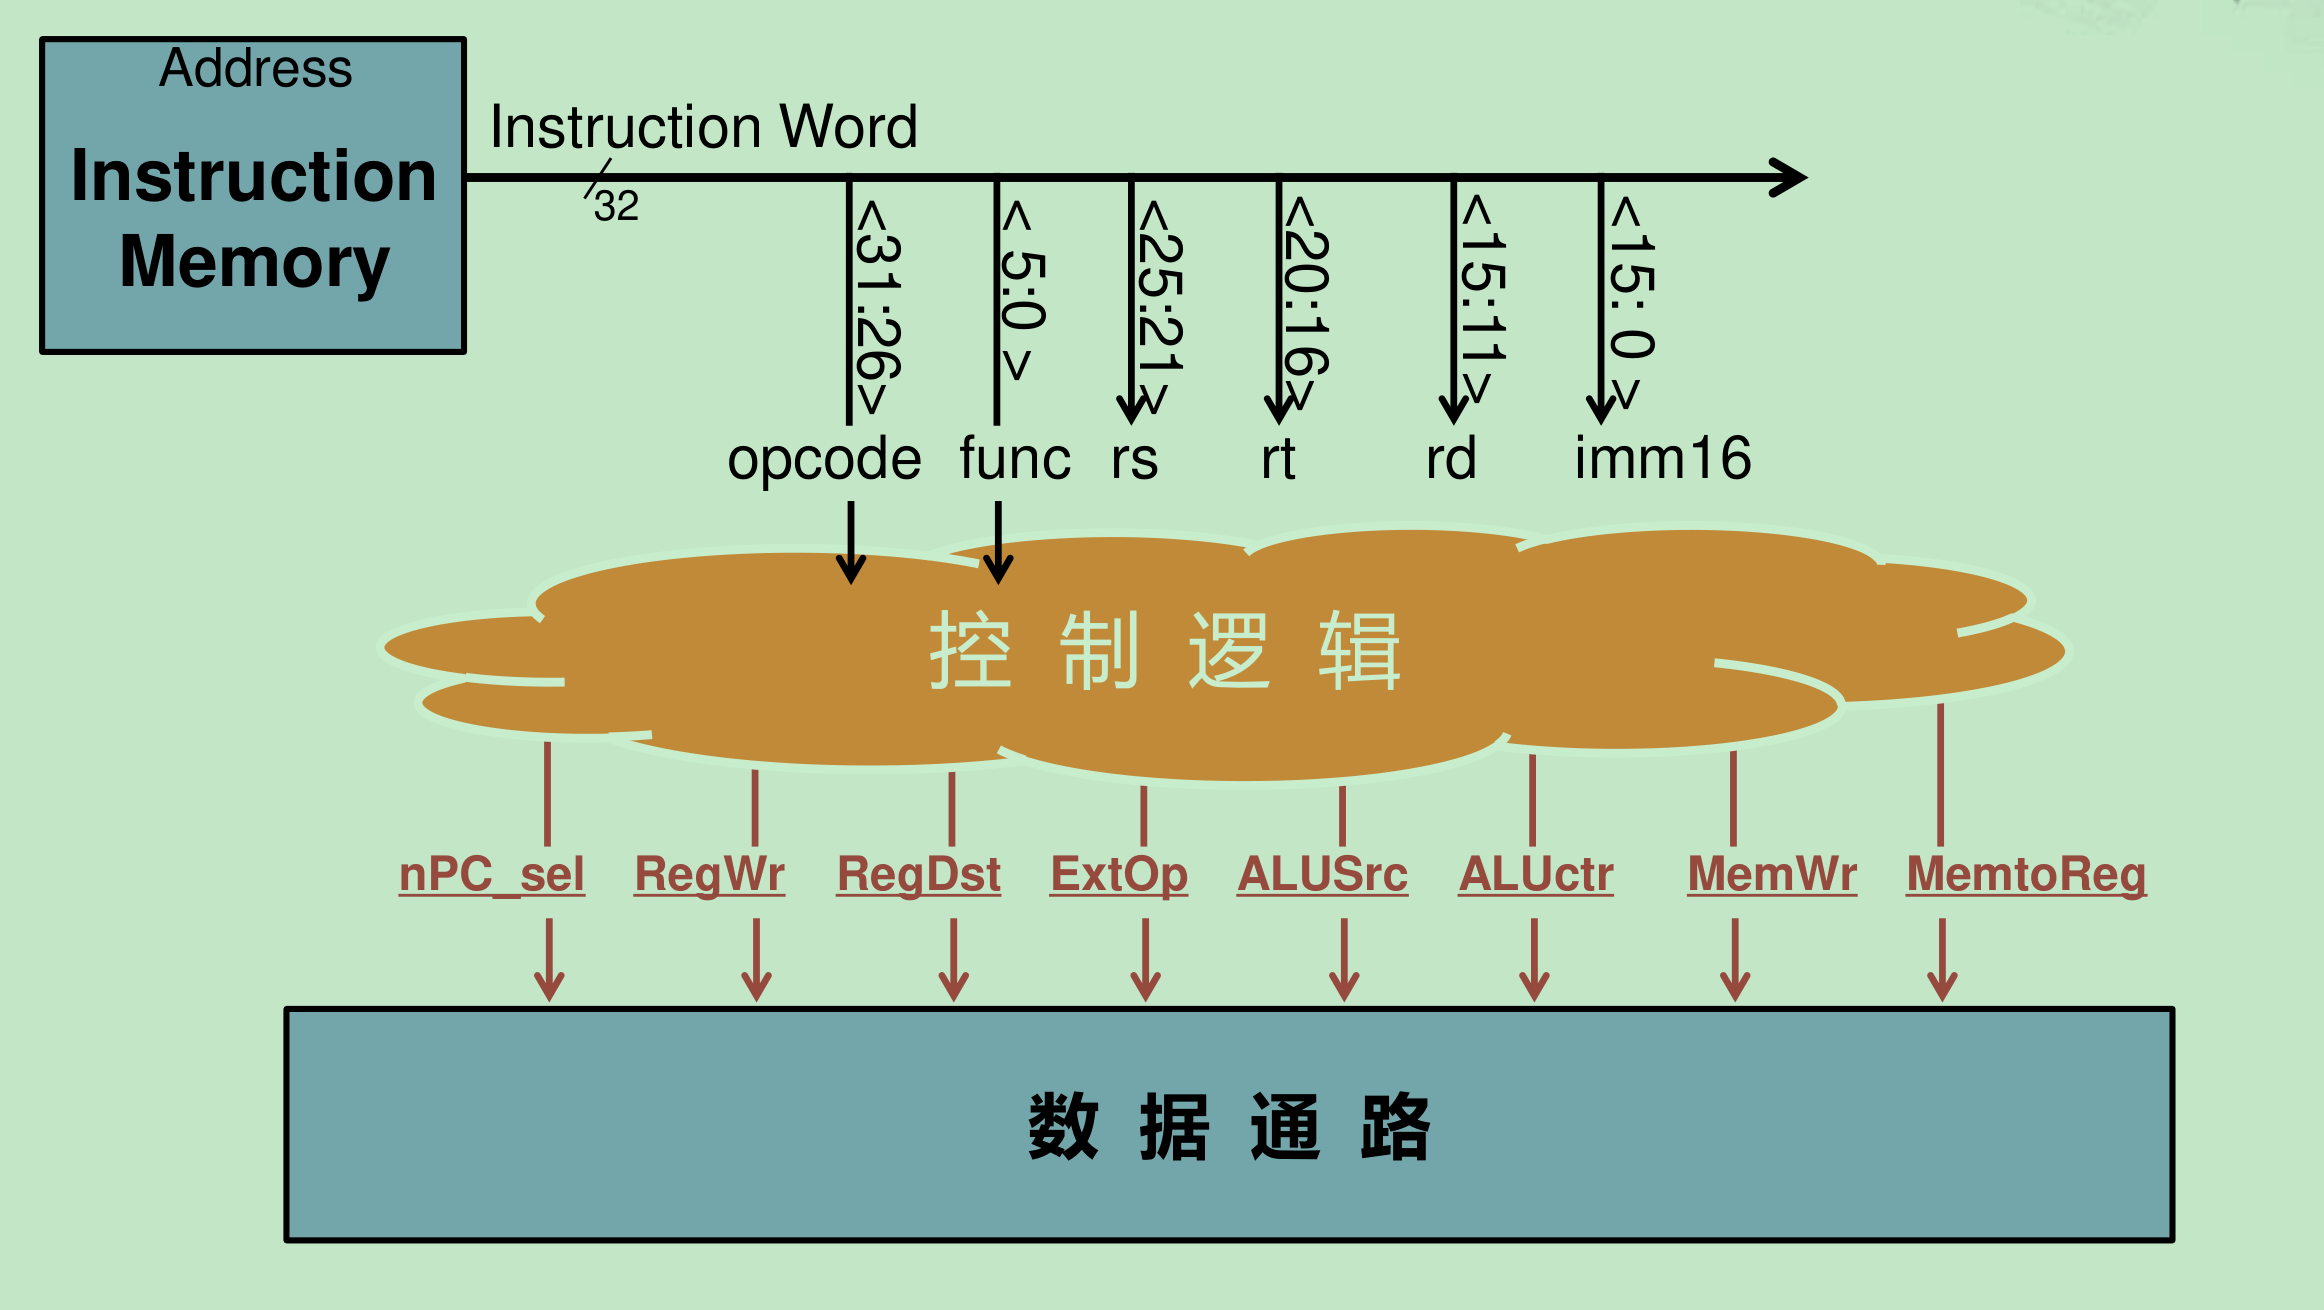 Address
Instruction
Memory
Instruction Word
32
<31:26>
< 5:0 >
<25:21>
<20:16>
<15:11>
<15: 0 >
opcode func rs rt rd imm16
控 制 逻 辑
nPC_sel RegWr RegDst ExtOp ALUSrc ALUctr MemWr MemtoReg
数 据 通 路